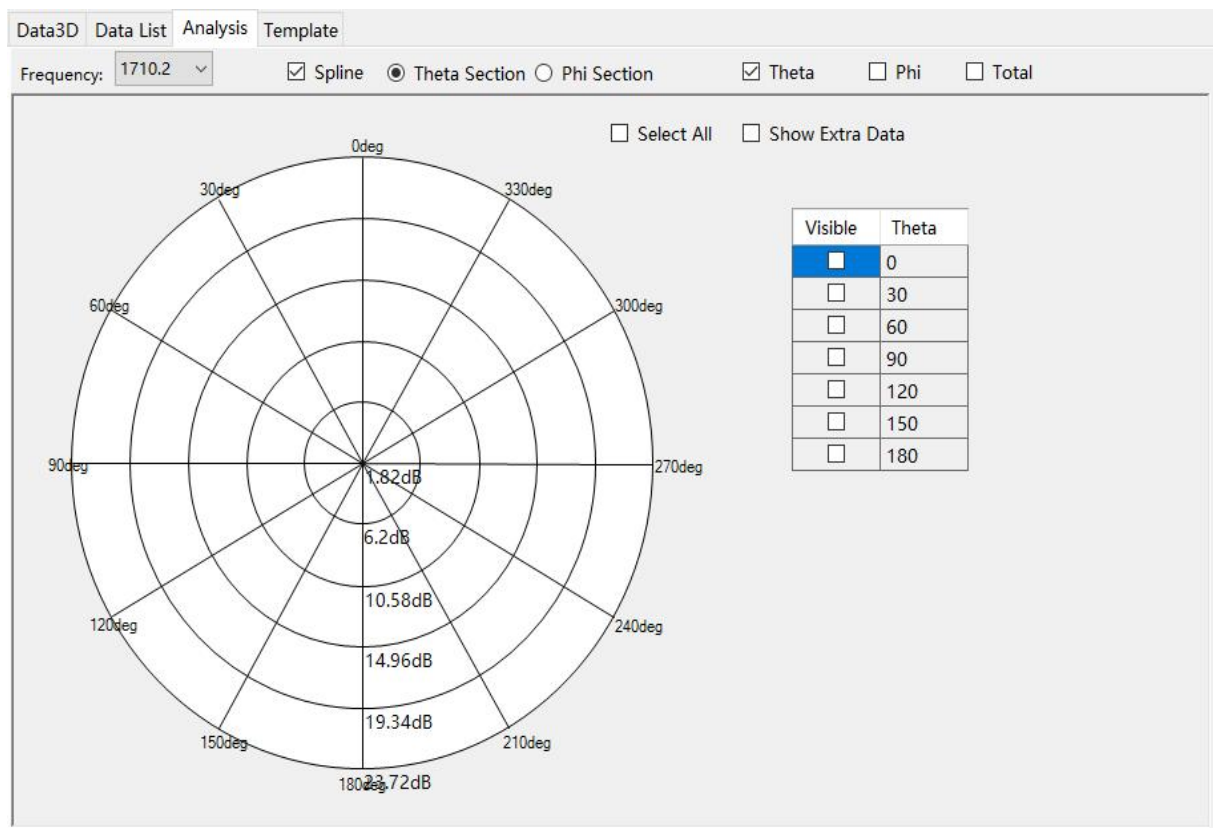 Data3D Data List Analysis Template
Frequency: 1710.2 Spline Theta Section Phi Section Theta Phi Total
Select All Show Extra Data
0deg
30deg 330deg
Visible Theta
0
30
60deg 300deg
60
90
120
150
180
90deg 270deg
1.82dB
6.2dB
10.58dB
120deg 240deg
14.96dB
19.34dB
150deg 210deg
180deg 23.72dB